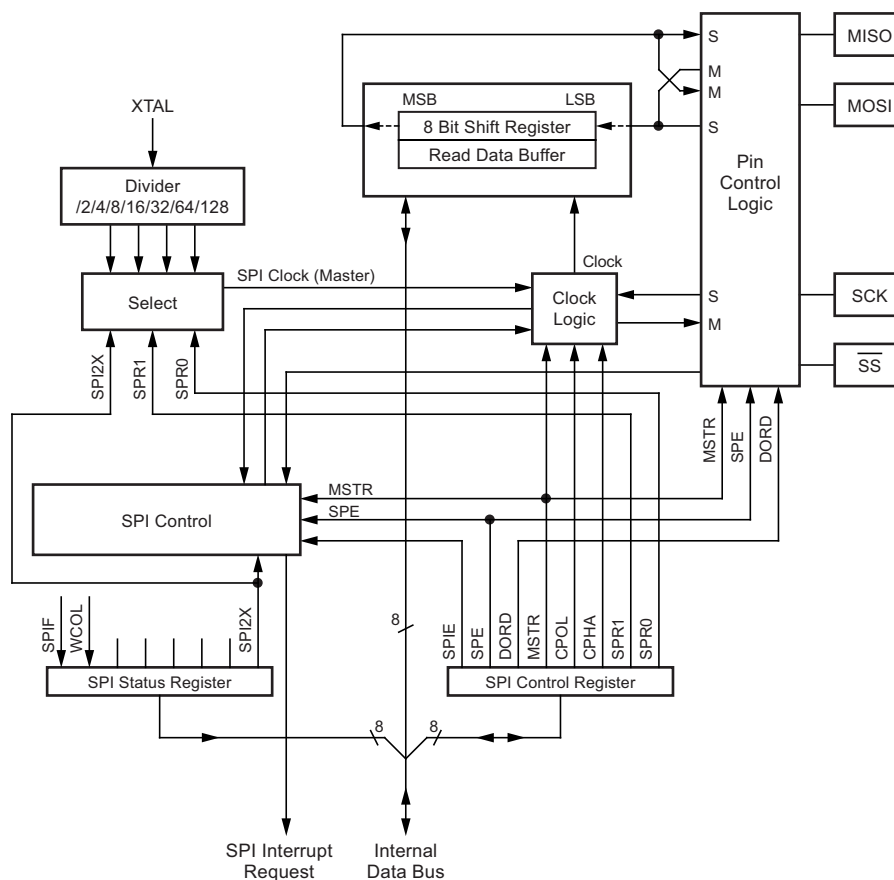 MISO
S
M
M
MOSI
MSB
LSB
XTAL
8 Bit Shift Register
S
Read Data Buffer
Pin
Control
Logic
Divider
/2/4/8/16/32/64/128
SPI Clock (Master)
Clock
Select
Clock
Logic
S
SCK
M
SPI2X
SPR1
SPR0
SS
MSTR
SPE
DORD
MSTR
SPI Control
SPE
SPIF
WCOL
SPI2X
8
SPIE
SPE
DORD
MSTR
CPOL
CPHA
SPR1
SPR0
SPI Status Register
SPI Control Register
8
8
SPI Interrupt
Request
Internal
Data Bus